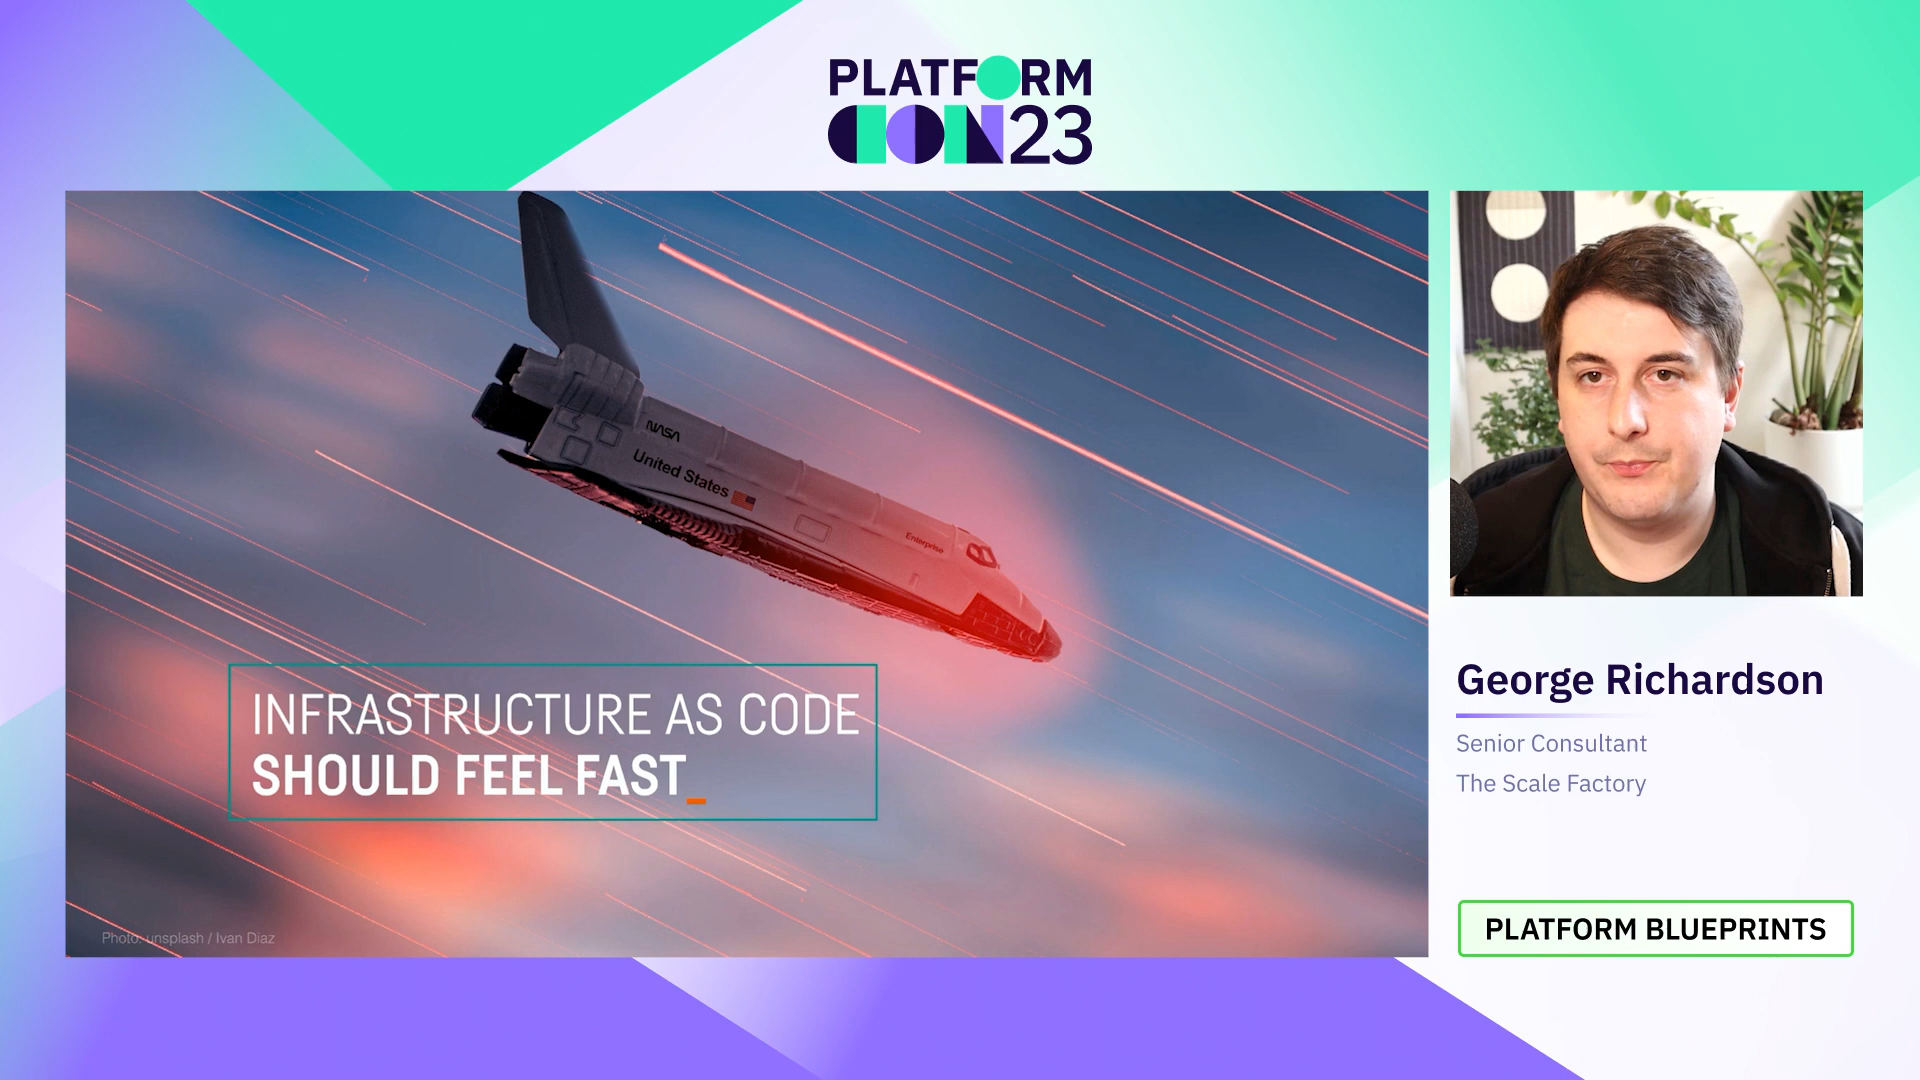 PLATFORM
CON23
NASA
United States
Enterprise
INFRASTRUCTURE AS CODE
SHOULD FEEL FAST_
Photo: unsplash / Ivan Diaz
George Richardson
Senior Consultant
The Scale Factory
PLATFORM BLUEPRINTS